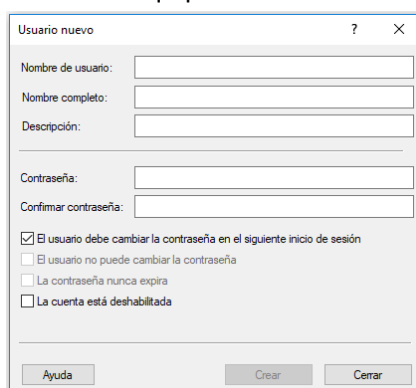 Usuario nuevo ? X
Nombre de usuario:
Nombre completo:
Descripción:
Contraseña:
Confirmar contraseña:
El usuario debe cambiar la contraseña en el siguiente inicio de sesión
El usuario no puede cambiar la contraseña
La contraseña nunca expira
La cuenta está deshabilitada
Ayuda Crear Cerrar